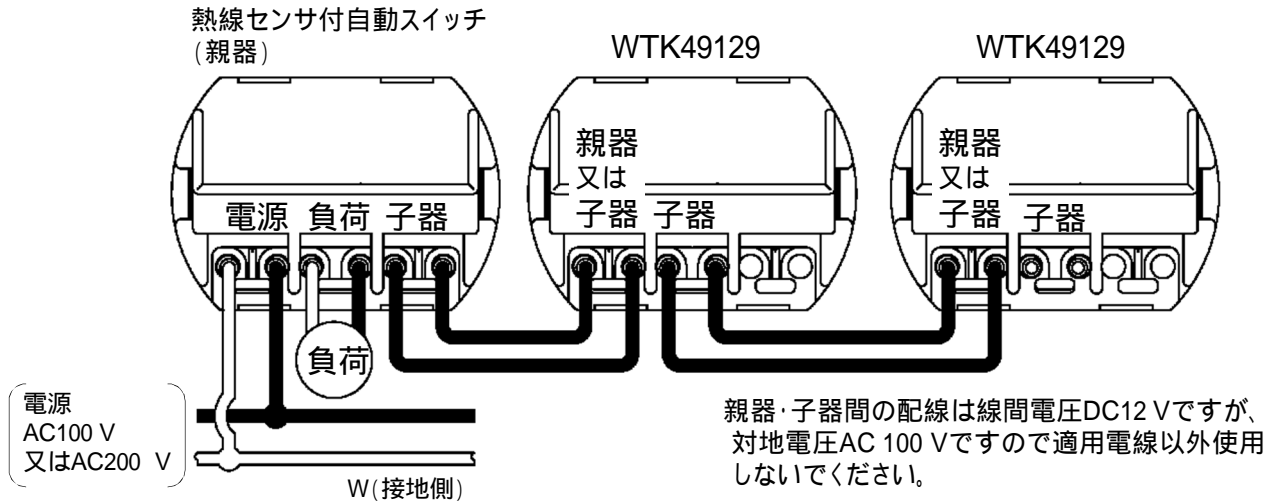 熱線センサ付自動スイッチ
(親器)
WTK49129
WTK49129
親器
又は
子器 子器
親器
又は
子器 子器
電源 負荷 子器
負荷
電源
AC100 V
又はAC200 V
W(接地側)
親器・子器間の配線は線間電圧DC12 Vですが、
対地電圧AC 100 Vですので適用電線以外使用
しないでください。